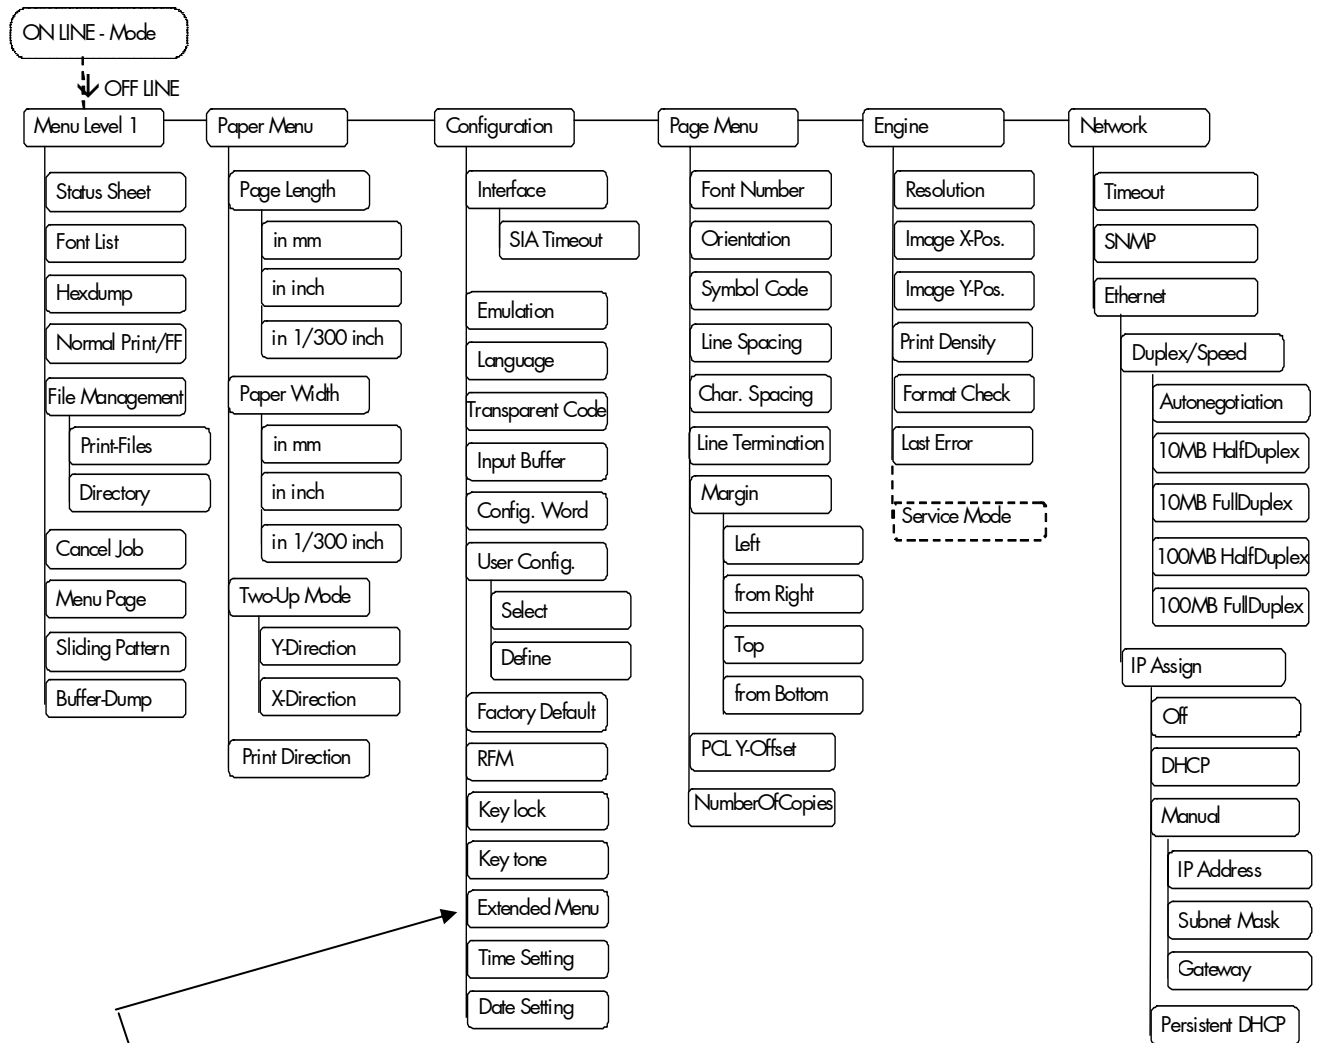 ON LINE - Mode
OFF LINE
Menu Level 1
Status Sheet
Font List
Hexdump
Normal Print/FF
File Management
Print-Files
Directory
Cancel Job
Menu Page
Sliding Pattern
Buffer-Dump
Paper Menu
Page Length
in mm
in inch
in 1/300 inch
Paper Width
in mm
in inch
in 1/300 inch
Two-Up Mode
Y-Direction
X-Direction
Print Direction
Configuration
Interface
SIA Timeout
Emulation
Language
Transparent Code
Input Buffer
Config. Word
User Config.
Select
Define
Factory Default
RFM
Key lock
Key tone
Extended Menu
Time Setting
Date Setting
Page Menu
Font Number
Orientation
Symbol Code
Line Spacing
Char. Spacing
Line Termination
Margin
Left
from Right
Top
from Bottom
PCL Y-Offset
NumberOfCopies
Engine
Resolution
Image X-Pos.
Image Y-Pos.
Print Density
Format Check
Last Error
Service Mode
Network
Timeout
SNMP
Ethernet
Duplex/Speed
Autonegotiation
10MB HalfDuplex
10MB FullDuplex
100MB HalfDuplex
100MB FullDuplex
IP Assign
Off
DHCP
Manual
IP Address
Subnet Mask
Gateway
Persistent DHCP